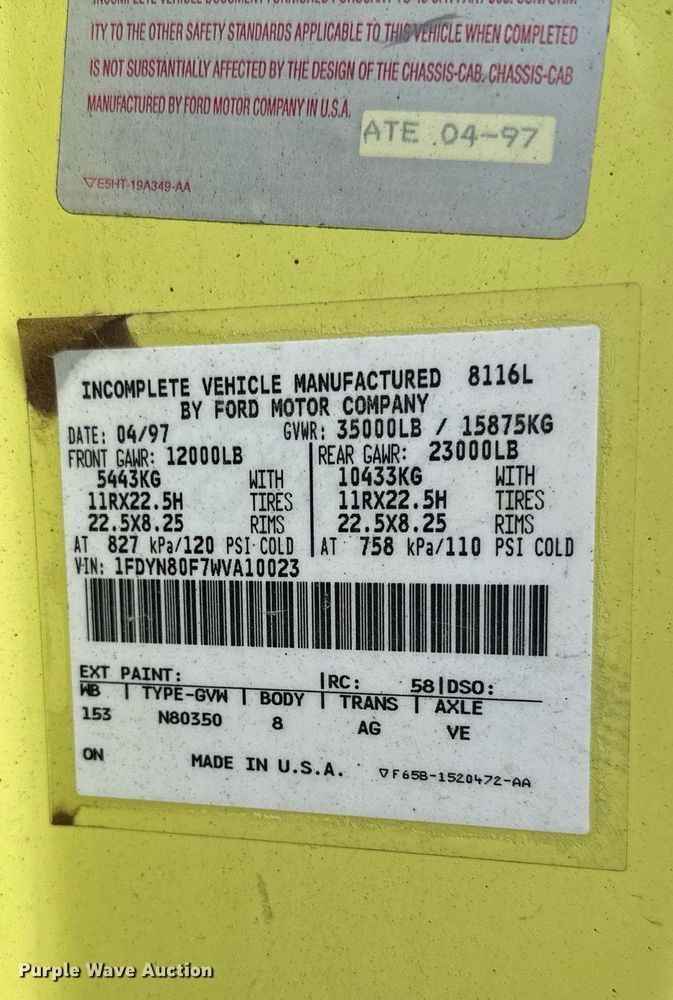 ITY TO THE OTHER SAFETY STANDARDS APPLICABLE TO THIS VEHICLE WHEN COMPLETED
IS NOT SUBSTANTIALLY AFFECTED BY THE DESIGN OF THE CHASSIS-CAB. CHASSIS-CAB
MANUFACTURED BY FORD MOTOR COMPANY IN U.S.A.
ATE 04-97
▽E5HT-19A349-AA
INCOMPLETE VEHICLE MANUFACTURED 8116L
BY FORD MOTOR COMPANY
DATE: 04/97 GVWR: 35000LB / 15875KG
FRONT GAWR: 12000LB REAR GAWR: 23000LB
5443KG WITH 10433KG WITH
11RX22.5H TIRES 11RX22.5H TIRES
22.5X8.25 RIMS 22.5X8.25 RIMS
AT 827 kPa/120 PSI COLD AT 758 kPa/110 PSI COLD
VIN: 1FDYN80F7WVA10023
EXT PAINT: | RC: 58 | DSO:
WB | TYPE-GVW | BODY | TRANS | AXLE
153 N80350 8 AG VE
ON MADE IN U.S.A. ▽F65B-1520472-AA
Purple Wave Auction